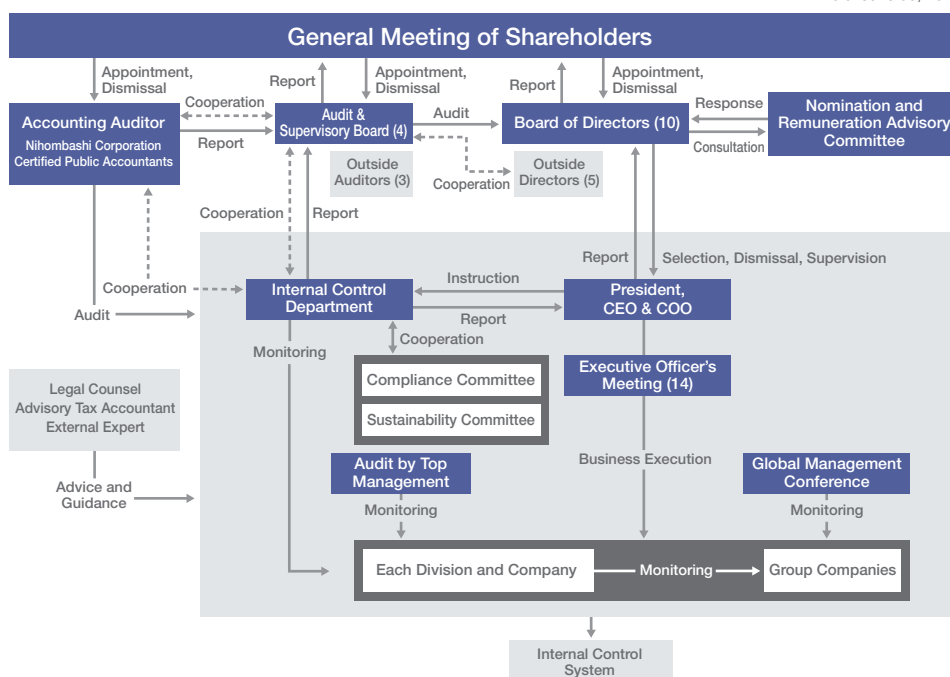 General Meeting of Shareholders
Appointment,
Dismissal
Report
Appointment,
Dismissal
Report
Appointment,
Dismissal
Accounting Auditor
Nihombashi Corporation
Certified Public Accountants
Cooperation
Report
Audit &
Supervisory Board (4)
Audit
Board of Directors (10)
Response
Consultation
Nomination and
Remuneration Advisory
Committee
Outside
Auditors (3)
Cooperation
Outside
Directors (5)
Cooperation
Report
Report
Selection, Dismissal, Supervision
Cooperation
Audit
Internal Control
Department
Instruction
Report
President,
CEO & COO
Monitoring
Cooperation
Compliance Committee
Sustainability Committee
Executive Officer's
Meeting (14)
Legal Counsel
Advisory Tax Accountant
External Expert
Advice and
Guidance
Audit by Top
Management
Monitoring
Business Execution
Global Management
Conference
Monitoring
Each Division and Company
Monitoring
Group Companies
Internal Control
System